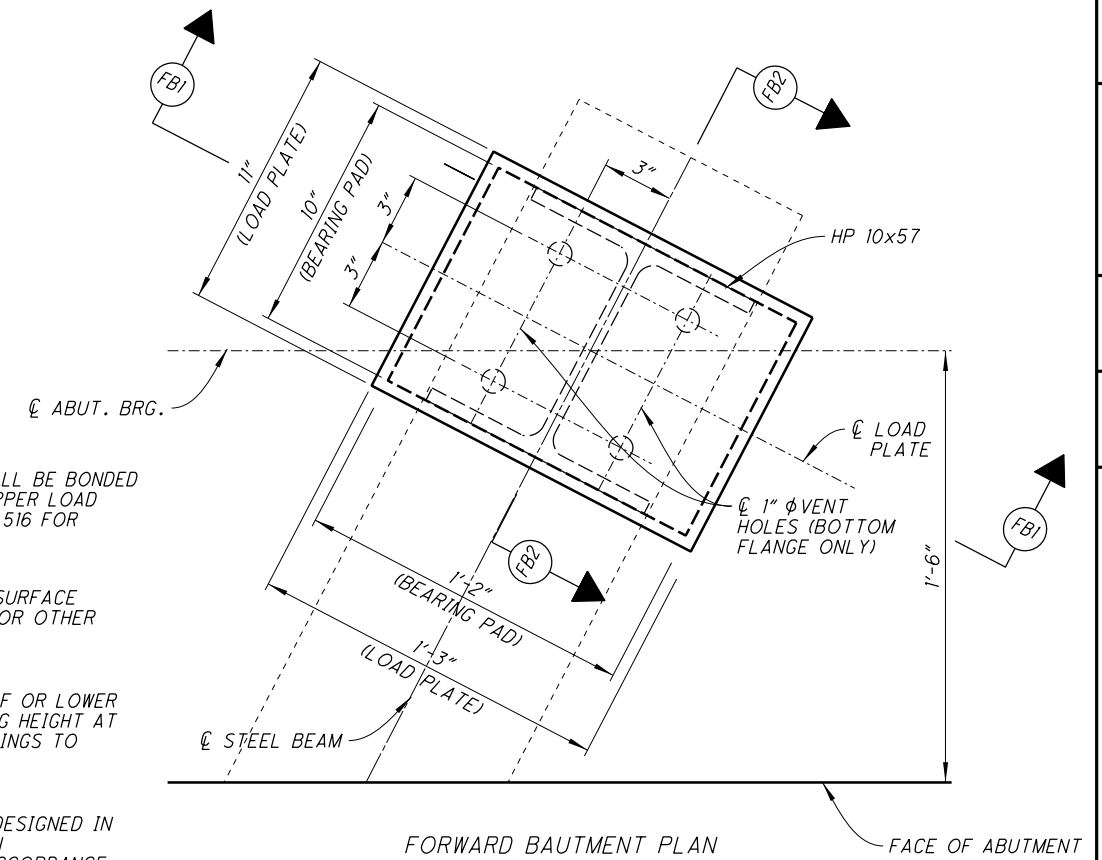 FB1
FB2
11"
(LOAD PLATE)
10"
(BEARING PAD)
3"
3"
3"
HP 10x57
℄ ABUT. BRG.
℄ LOAD
PLATE
℄ 1" ϕ VENT
HOLES (BOTTOM
FLANGE ONLY)
FB1
1'-6"
FB2
1'-2"
(BEARING PAD)
1'-3"
(LOAD PLATE)
℄ STEEL BEAM
LL BE BONDED
PPER LOAD
516 FOR
SURFACE
OR OTHER
F OR LOWER
G HEIGHT AT
INGS TO
DESIGNED IN
FORWARD BAUTMENT PLAN
FACE OF ABUTMENT